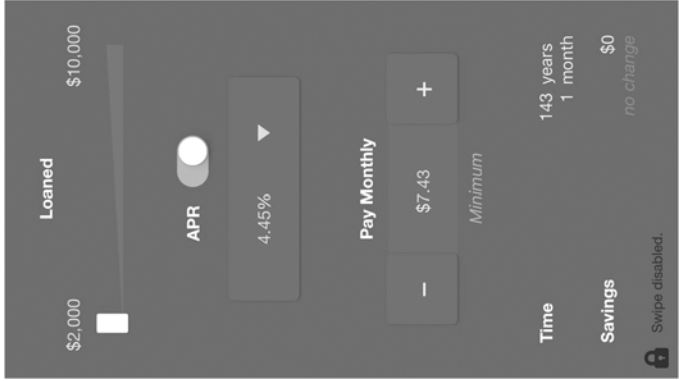 Loaned
$2,000 $10,000
APR
4.45%
Pay Monthly
− $7.43 +
Minimum
Time 143 years
1 month
Savings $0
no change
Swipe disabled.